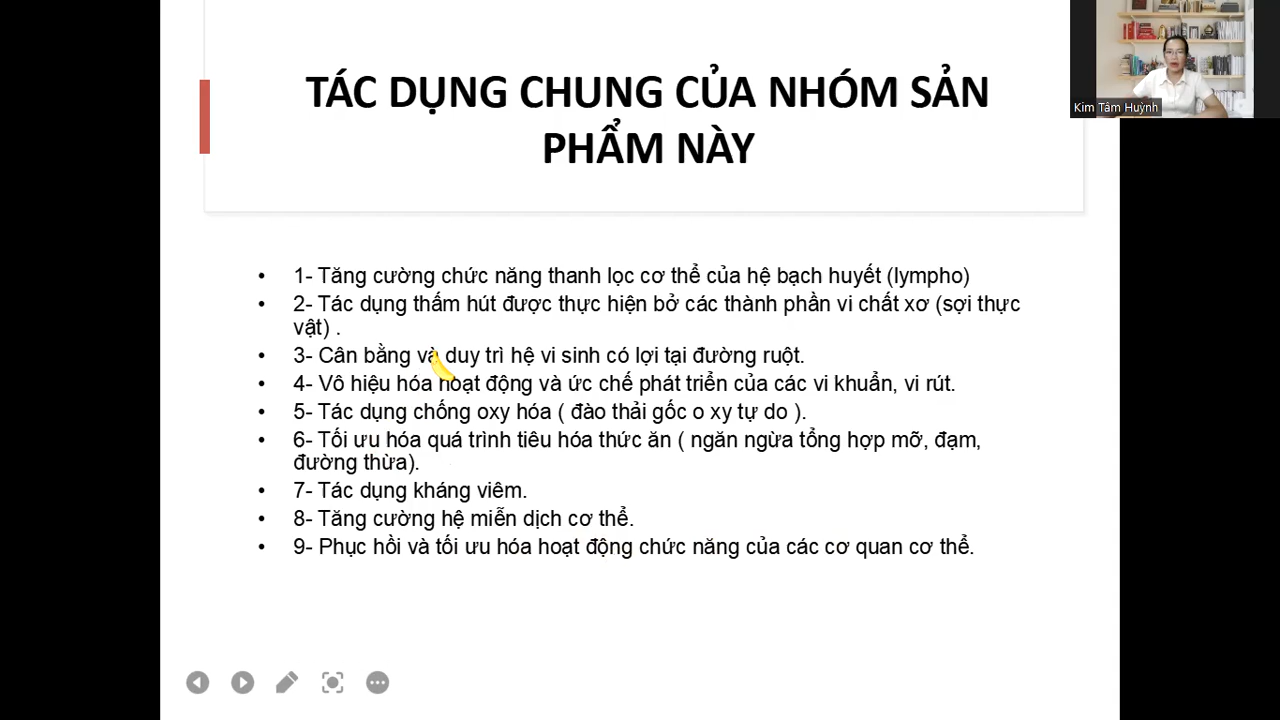 TÁC DỤNG CHUNG CỦA NHÓM SẢN
PHẨM NÀY
Kim Tâm Huỳnh
• 1- Tăng cường chức năng thanh lọc cơ thể của hệ bạch huyết (lympho)
• 2- Tác dụng thấm hút được thực hiện bở các thành phần vi chất xơ (sợi thực
vật) .
• 3- Cân bằng và duy trì hệ vi sinh có lợi tại đường ruột.
• 4- Vô hiệu hóa hoạt động và ức chế phát triển của các vi khuẩn, vi rút.
• 5- Tác dụng chống oxy hóa ( đào thải gốc o xy tự do ).
• 6- Tối ưu hóa quá trình tiêu hóa thức ăn ( ngăn ngừa tổng hợp mỡ, đạm,
đường thừa).
• 7- Tác dụng kháng viêm.
• 8- Tăng cường hệ miễn dịch cơ thể.
• 9- Phục hồi và tối ưu hóa hoạt động chức năng của các cơ quan cơ thể.